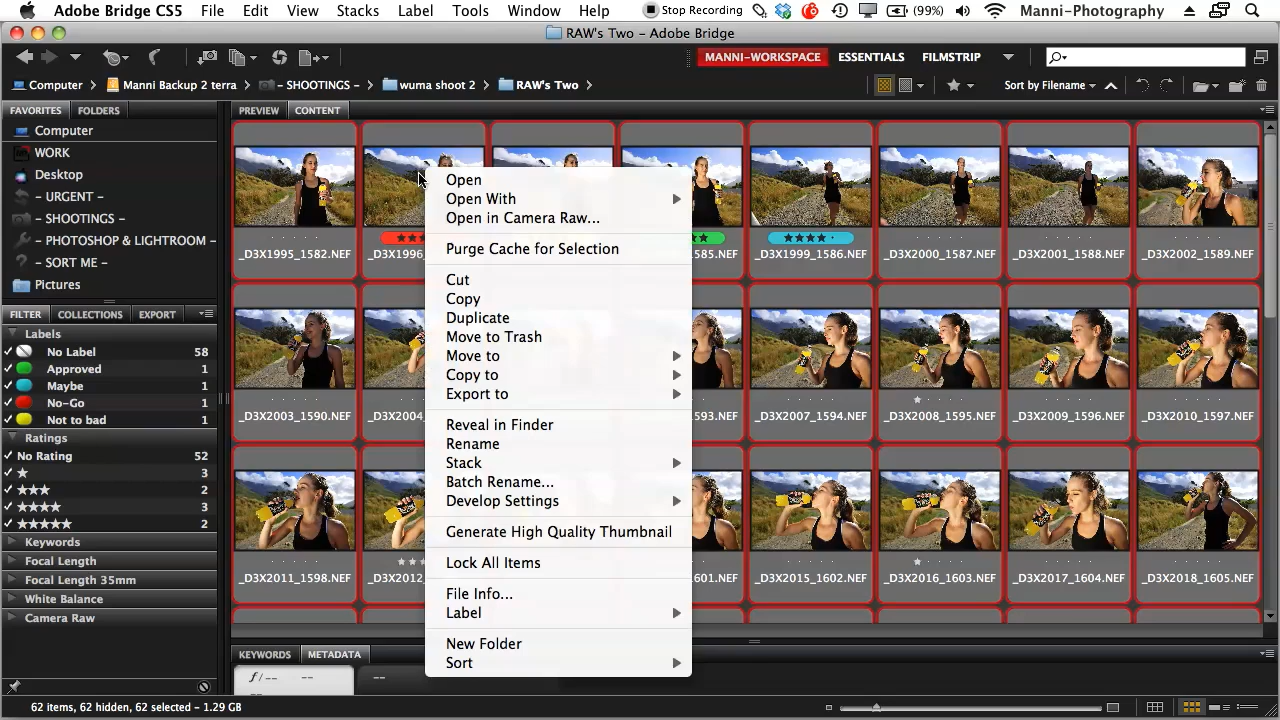 Adobe Bridge CS5 File Edit View Stacks Label Tools Window Help Stop Recording (99%) Manni-Photography
RAW's Two - Adobe Bridge
MANNI-WORKSPACE ESSENTIALS FILMSTRIP
Computer Manni Backup 2 terra - SHOOTINGS - wuma shoot 2 RAW's Two Sort by Filename
FAVORITES FOLDERS PREVIEW CONTENT
Computer
WORK
Desktop
- URGENT -
- SHOOTINGS -
- PHOTOSHOP & LIGHTROOM -
- SORT ME -
Pictures
FILTER COLLECTIONS EXPORT
Labels
No Label 58
Approved 1
Maybe 1
No-Go 1
Not to bad 1
Ratings
No Rating 52
★ 3
★★★ 2
★★★★ 3
★★★★★ 2
Keywords
Focal Length
Focal Length 35mm
White Balance
Camera Raw
_D3X1995_1582.NEF _D3X1996_ 585.NEF _D3X1999_1586.NEF _D3X2000_1587.NEF _D3X2001_1588.NEF _D3X2002_1589.NEF
_D3X2003_1590.NEF _D3X2004_ 593.NEF _D3X2007_1594.NEF _D3X2008_1595.NEF _D3X2009_1596.NEF _D3X2010_1597.NEF
_D3X2011_1598.NEF _D3X2012_ 601.NEF _D3X2015_1602.NEF _D3X2016_1603.NEF _D3X2017_1604.NEF _D3X2018_1605.NEF
Open
Open With
Open in Camera Raw...
Purge Cache for Selection
Cut
Copy
Duplicate
Move to Trash
Move to
Copy to
Export to
Reveal in Finder
Rename
Stack
Batch Rename...
Develop Settings
Generate High Quality Thumbnail
Lock All Items
File Info...
Label
New Folder
Sort
KEYWORDS METADATA
f/-- -- --
--
62 items, 62 hidden, 62 selected - 1.29 GB